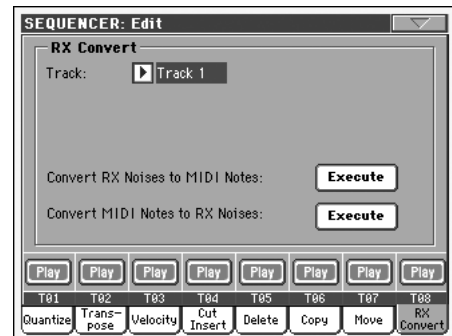 SEQUENCER: Edit
RX Convert
Track: Track 1
Convert RX Noises to MIDI Notes: Execute
Convert MIDI Notes to RX Noises: Execute
Play Play Play Play Play Play Play Play
T01 T02 T03 T04 T05 T06 T07 T08
Quantize Trans-pose Velocity Cut Insert Delete Copy Move RX Convert